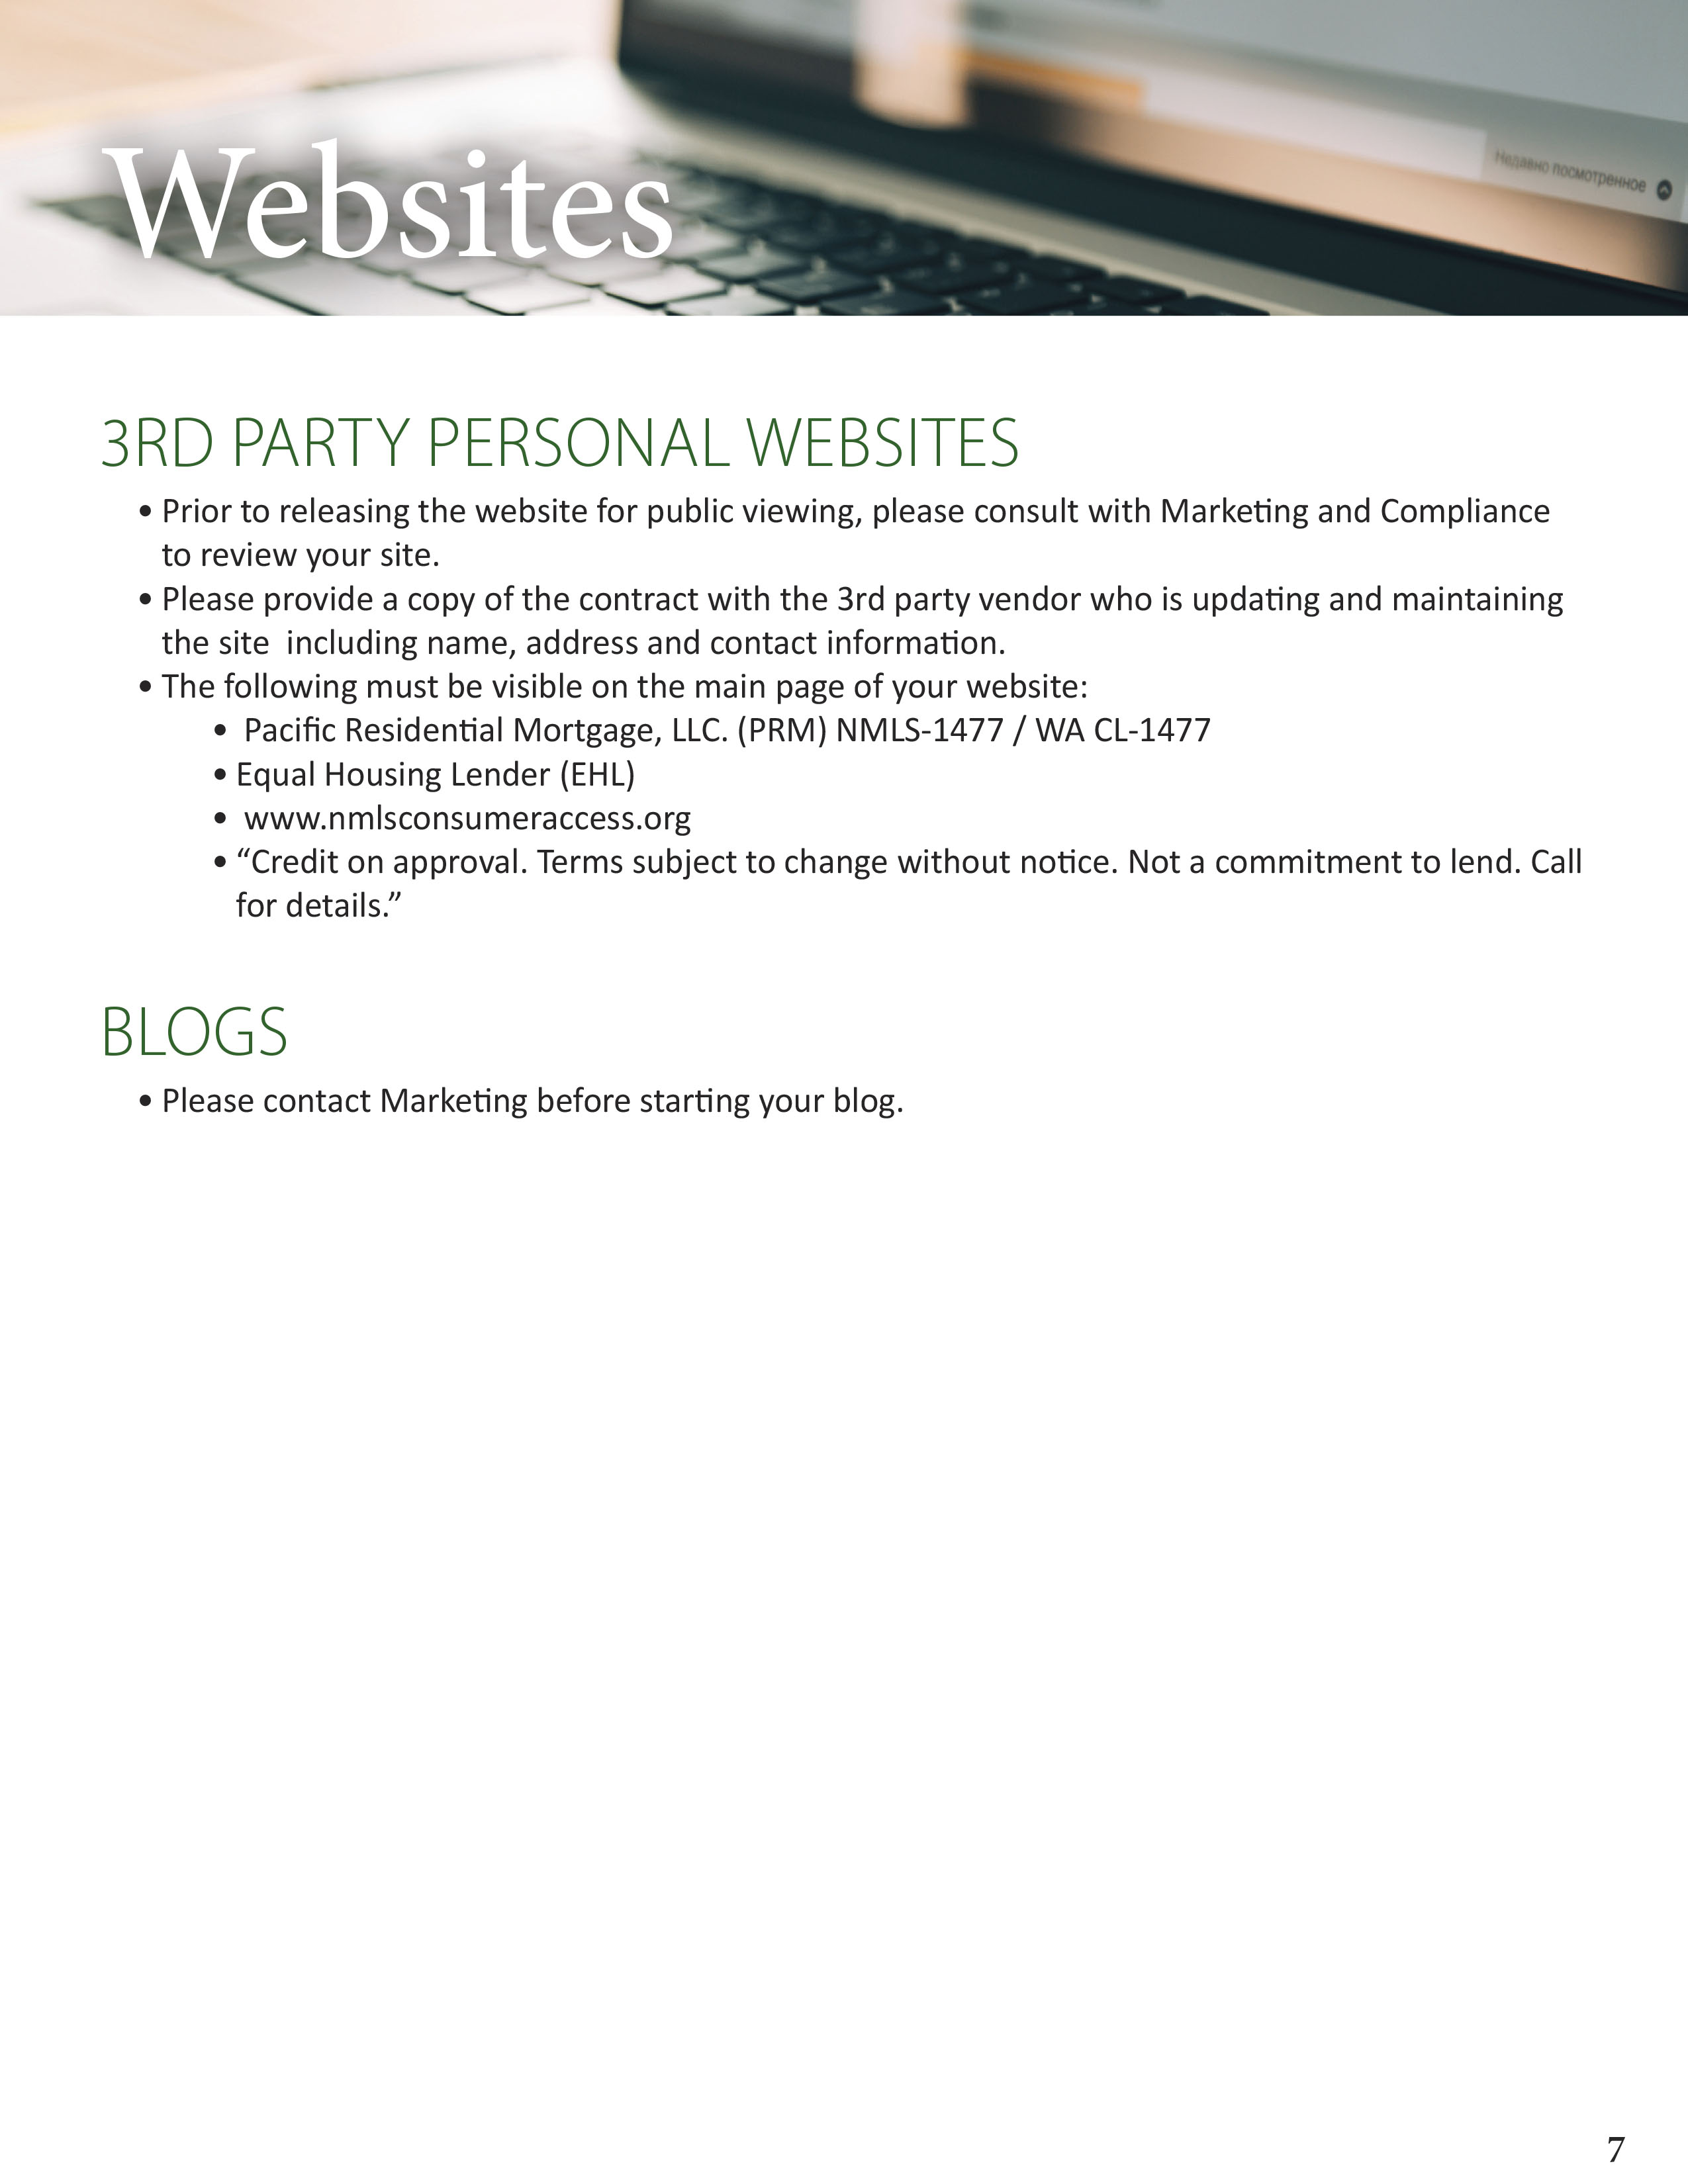 Websites
Недавно посмотренное
3RD PARTY PERSONAL WEBSITES
• Prior to releasing the website for public viewing, please consult with Marketing and Compliance
to review your site.
• Please provide a copy of the contract with the 3rd party vendor who is updating and maintaining
the site  including name, address and contact information.
• The following must be visible on the main page of your website:
•  Pacific Residential Mortgage, LLC. (PRM) NMLS-1477 / WA CL-1477
• Equal Housing Lender (EHL)
•  www.nmlsconsumeraccess.org
• “Credit on approval. Terms subject to change without notice. Not a commitment to lend. Call
for details.”
BLOGS
• Please contact Marketing before starting your blog.
7